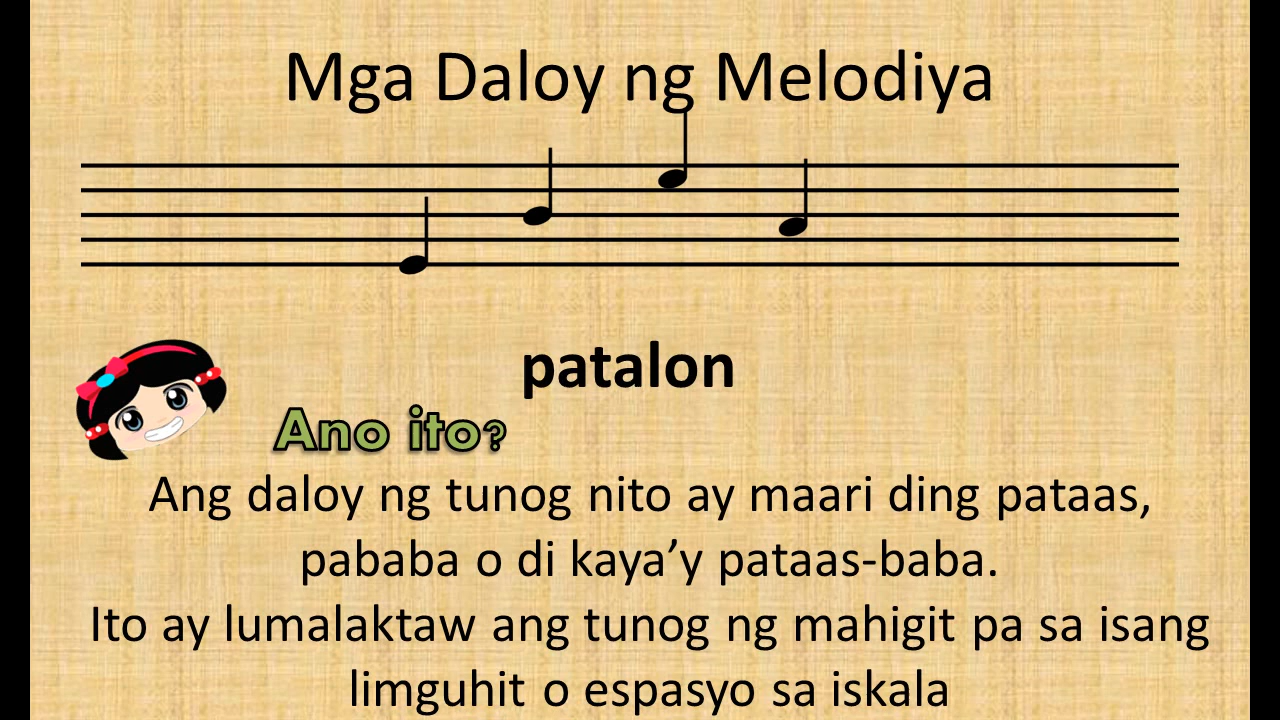 Mga Daloy ng Melodiya
patalon
Ano ito?
Ang daloy ng tunog nito ay maari ding pataas,
pababa o di kaya’y pataas-baba.
Ito ay lumalaktaw ang tunog ng mahigit pa sa isang
limguhit o espasyo sa iskala